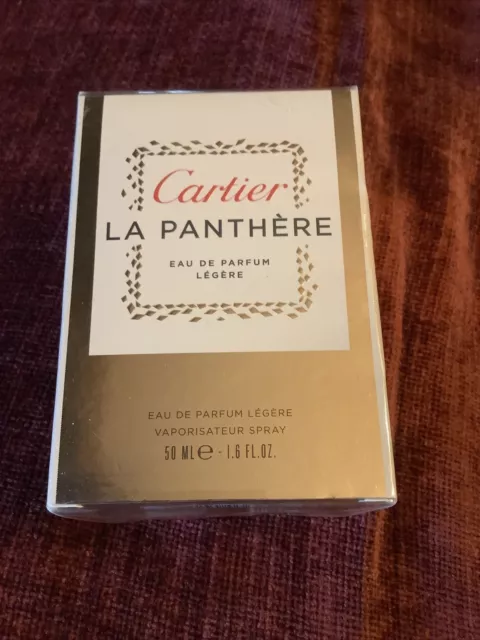 Cartier
LA PANTHÈRE
EAU DE PARFUM
LÉGÈRE
EAU DE PARFUM LÉGÈRE
VAPORISATEUR SPRAY
50 ML℮ - 1.6 FL.OZ.